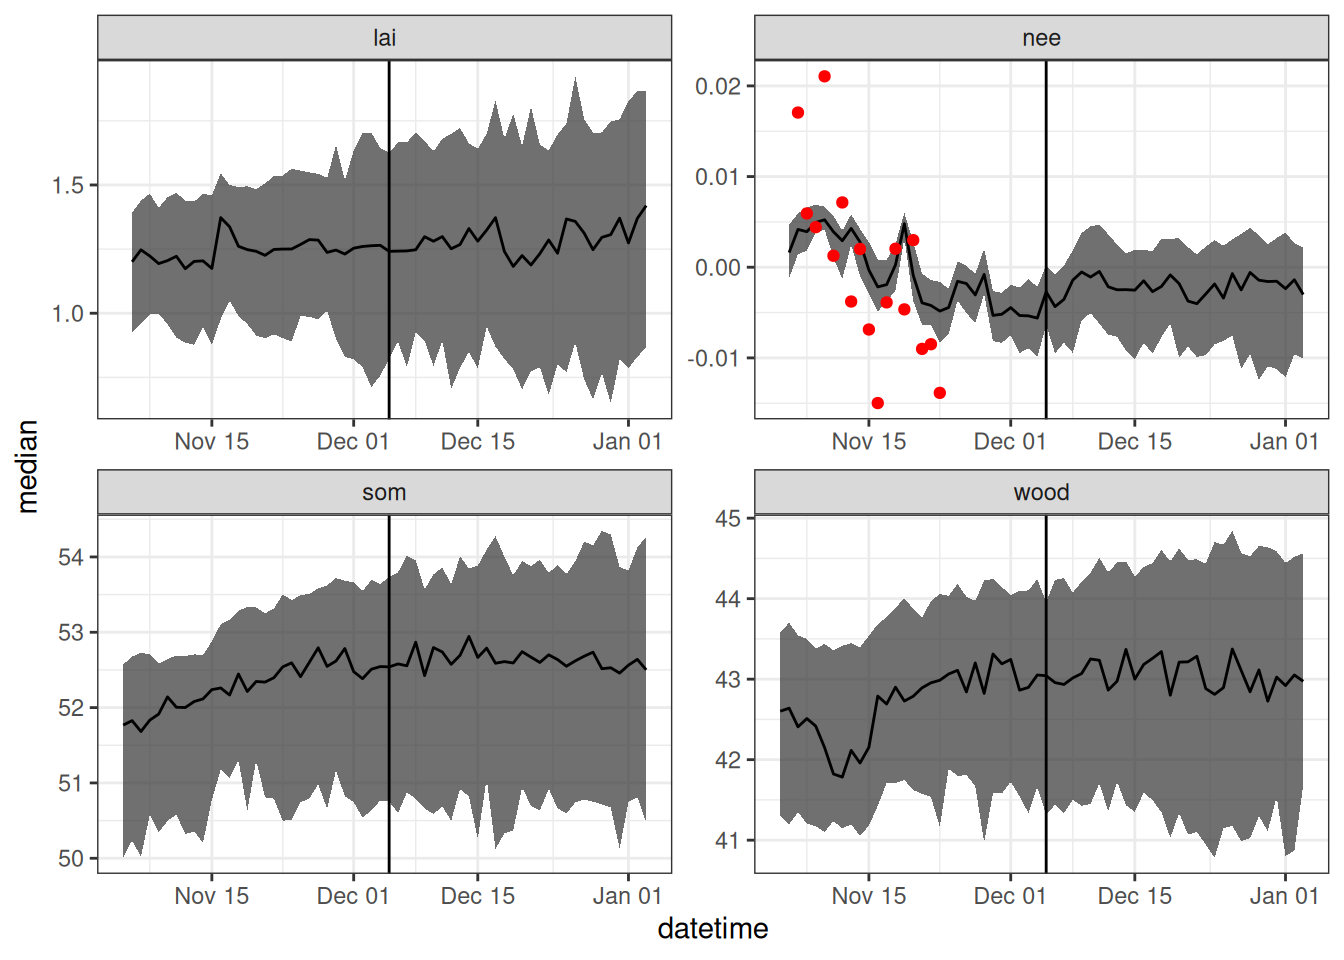 lai
nee
1.5
1.0
0.02
0.01
0.00
-0.01
Nov 15 Dec 01 Dec 15 Jan 01
Nov 15 Dec 01 Dec 15 Jan 01
median
som
wood
54
53
52
51
50
45
44
43
42
41
Nov 15 Dec 01 Dec 15 Jan 01
Nov 15 Dec 01 Dec 15 Jan 01
datetime